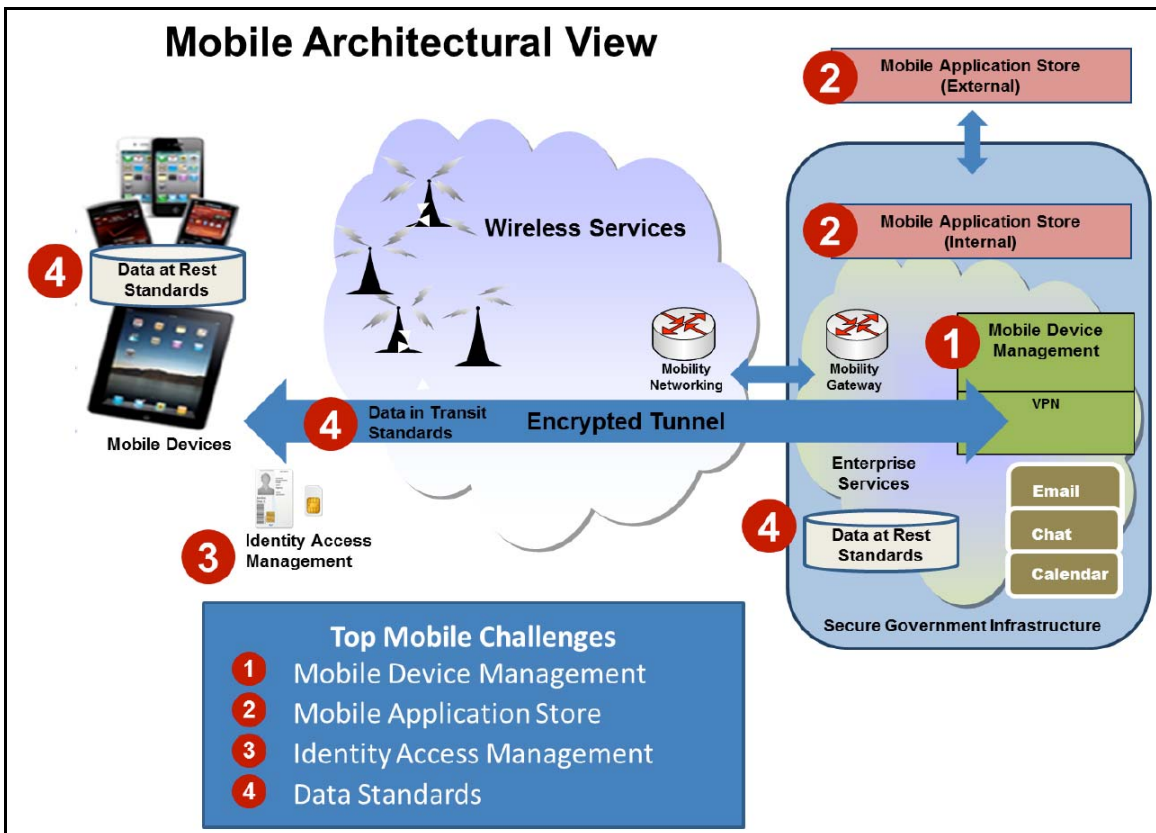 Mobile Architectural View
2
Mobile Application Store
(External)
2
Mobile Application Store
(Internal)
4
Data at Rest
Standards
Mobile Devices
Wireless Services
Mobility
Networking
Mobility
Gateway
1
Mobile Device
Management
VPN
4
Data in Transit
Standards
Encrypted Tunnel
3
Identity Access
Management
Enterprise
Services
4
Data at Rest
Standards
Email
Chat
Calendar
Secure Government Infrastructure
Top Mobile Challenges
1 Mobile Device Management
2 Mobile Application Store
3 Identity Access Management
4 Data Standards